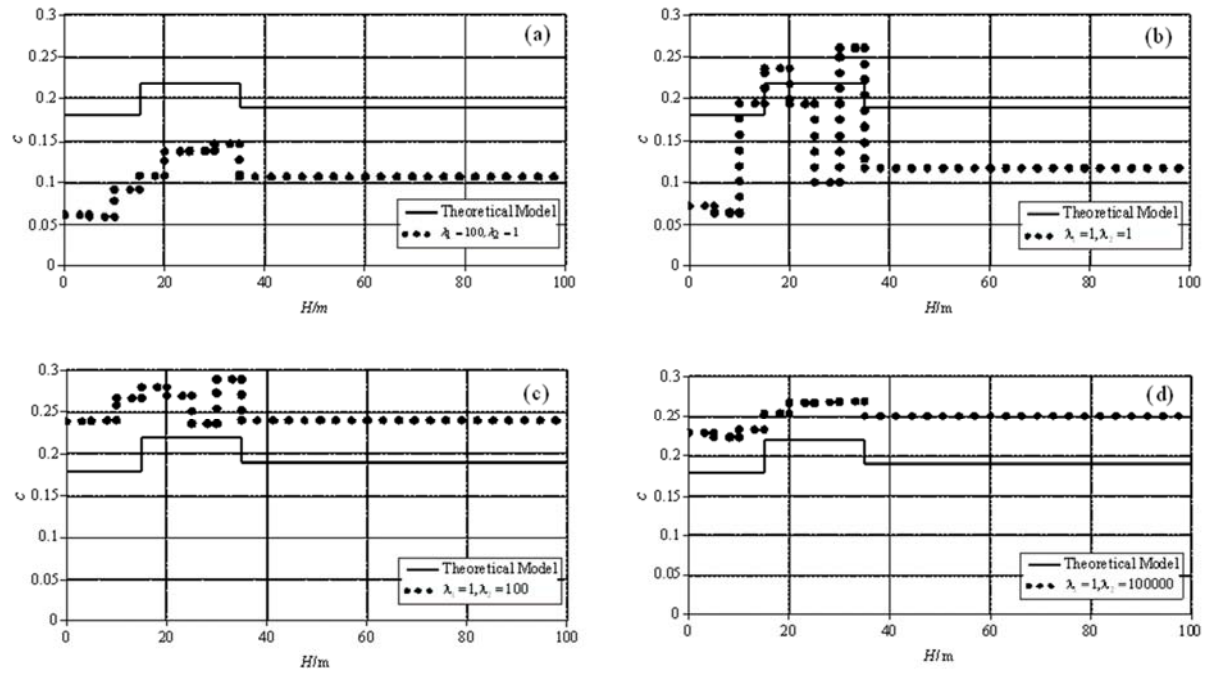 (a)
0.3
0.25
0.2
0.15
0.1
0.05
0
c
Theoretical Model
λ1 =100,λ2 =1
0 20 40 60 80 100
H/m
(b)
0.3
0.25
0.2
0.15
0.1
0.05
0
c
Theoretical Model
λ1 =1,λ2 =1
0 20 40 60 80 100
H/m
(c)
0.3
0.25
0.2
0.15
0.1
0.05
0
c
Theoretical Model
λ1 =1,λ2 =100
0 20 40 60 80 100
H/m
(d)
0.3
0.25
0.2
0.15
0.1
0.05
0
c
Theoretical Model
λ1 =1,λ2 =100000
0 20 40 60 80 100
H/m